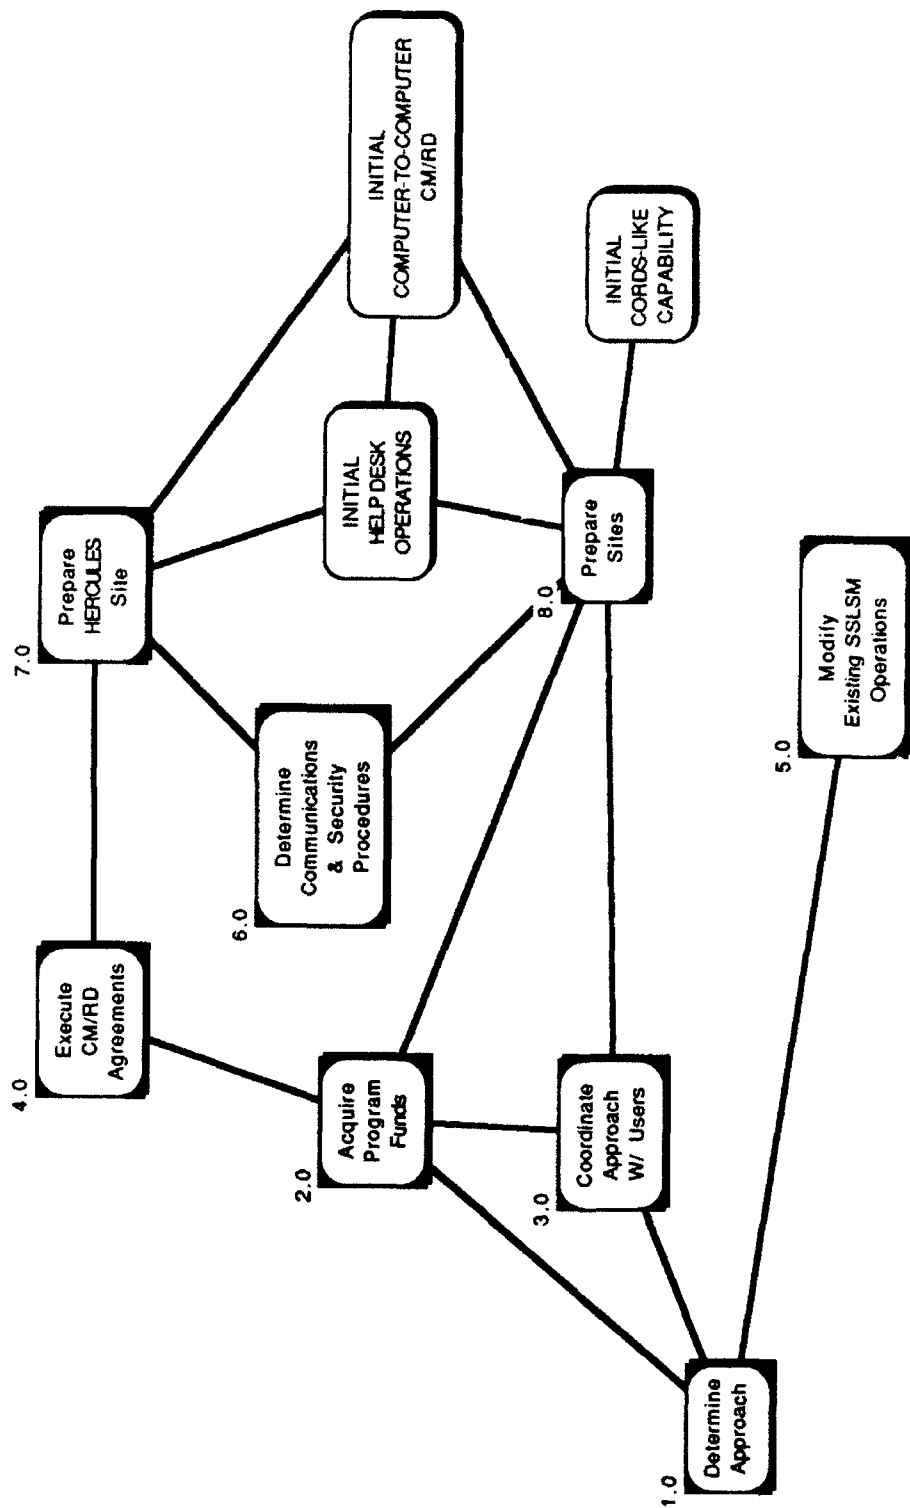 1.0
Determine
Approach
2.0
Acquire
Program
Funds
3.0
Coordinate
Approach
W/ Users
4.0
Execute
CM/RD
Agreements
5.0
Modify
Existing SSLSM
Operations
6.0
Determine
Communications
& Security
Procedures
7.0
Prepare
HERCULES
Site
8.0
Prepare
Sites
INITIAL
HELP DESK
OPERATIONS
INITIAL
COMPUTER-TO-COMPUTER
CM/RD
INITIAL
CORDS-LIKE
CAPABILITY